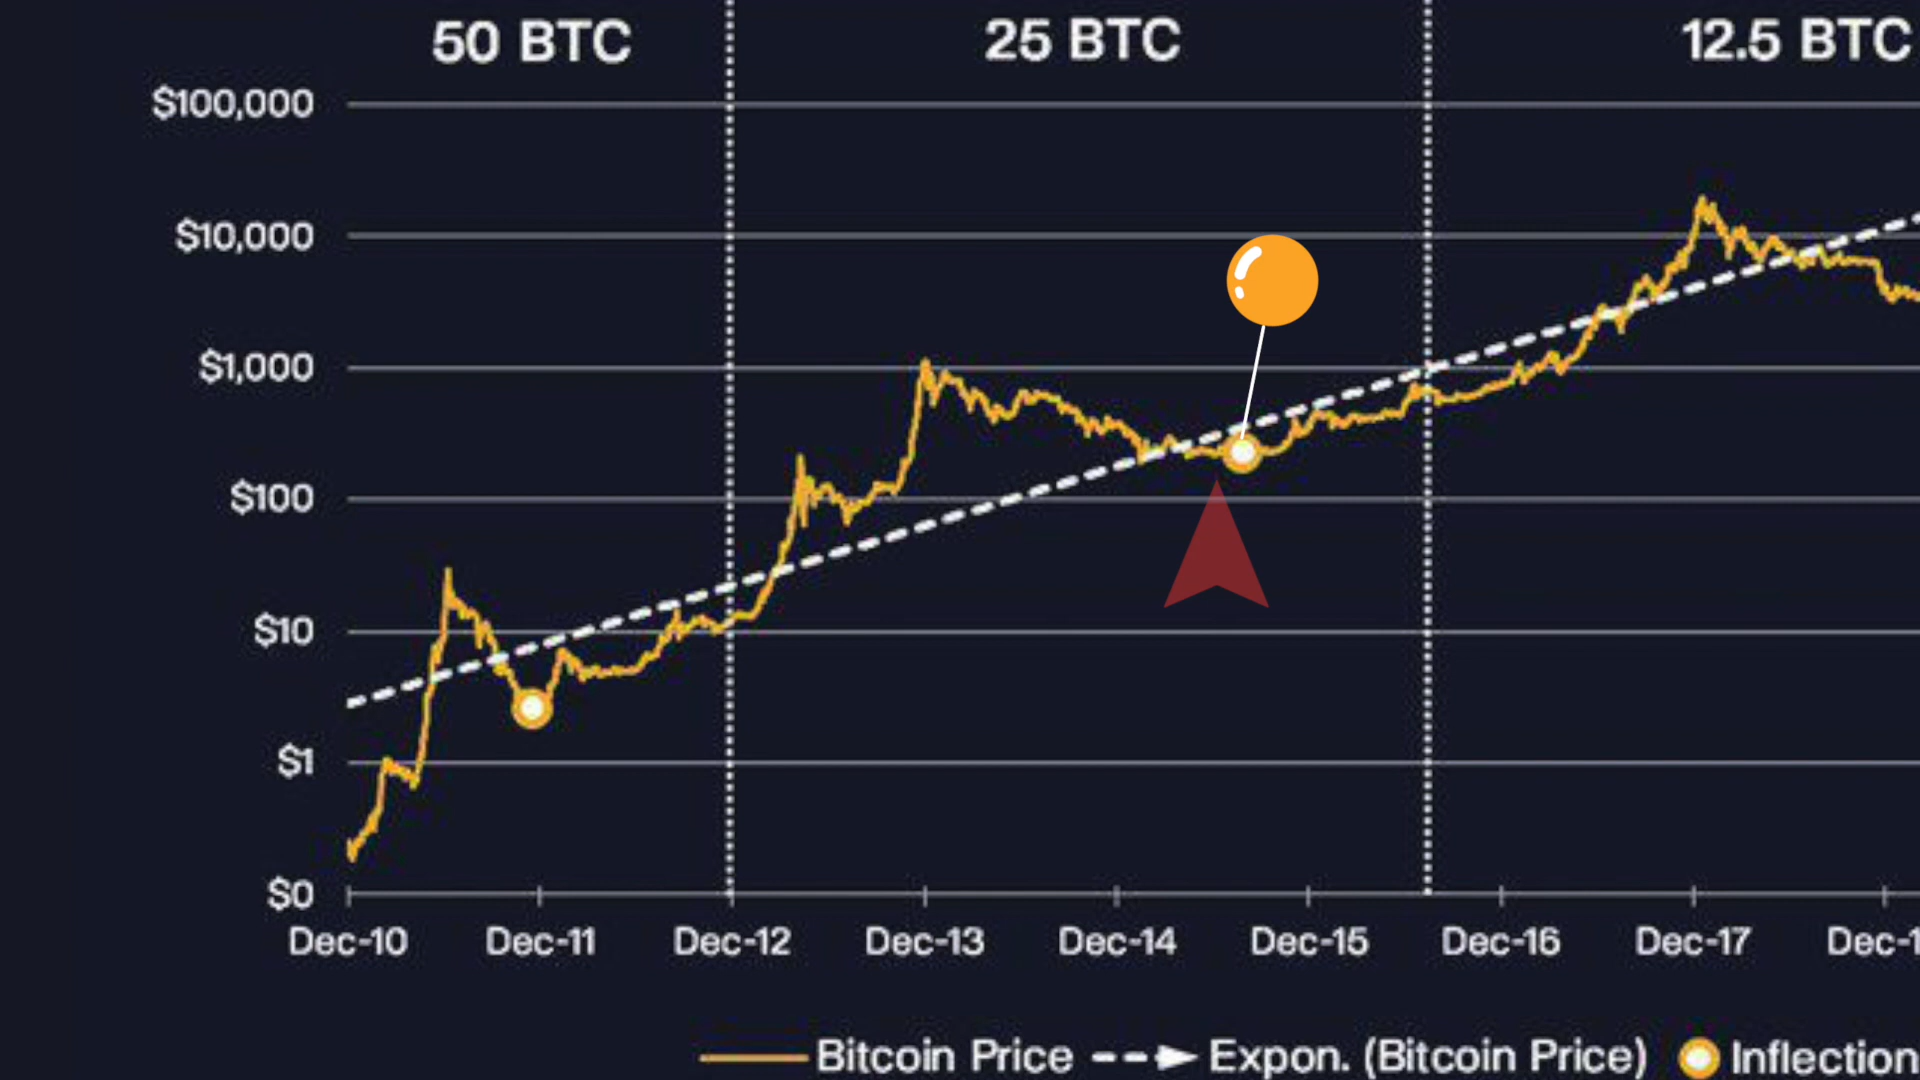 50 BTC 25 BTC 12.5 BTC
$100,000
$10,000
$1,000
$100
$10
$1
$0
Dec-10 Dec-11 Dec-12 Dec-13 Dec-14 Dec-15 Dec-16 Dec-17 Dec-1
Bitcoin Price Expon. (Bitcoin Price) Inflection